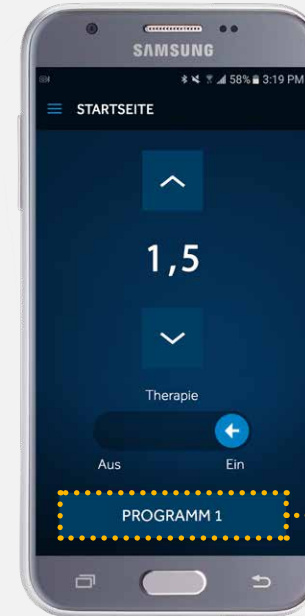 SAMSUNG
58% 3:19 PM
STARTSEITE
1,5
Therapie
Aus Ein
PROGRAMM 1